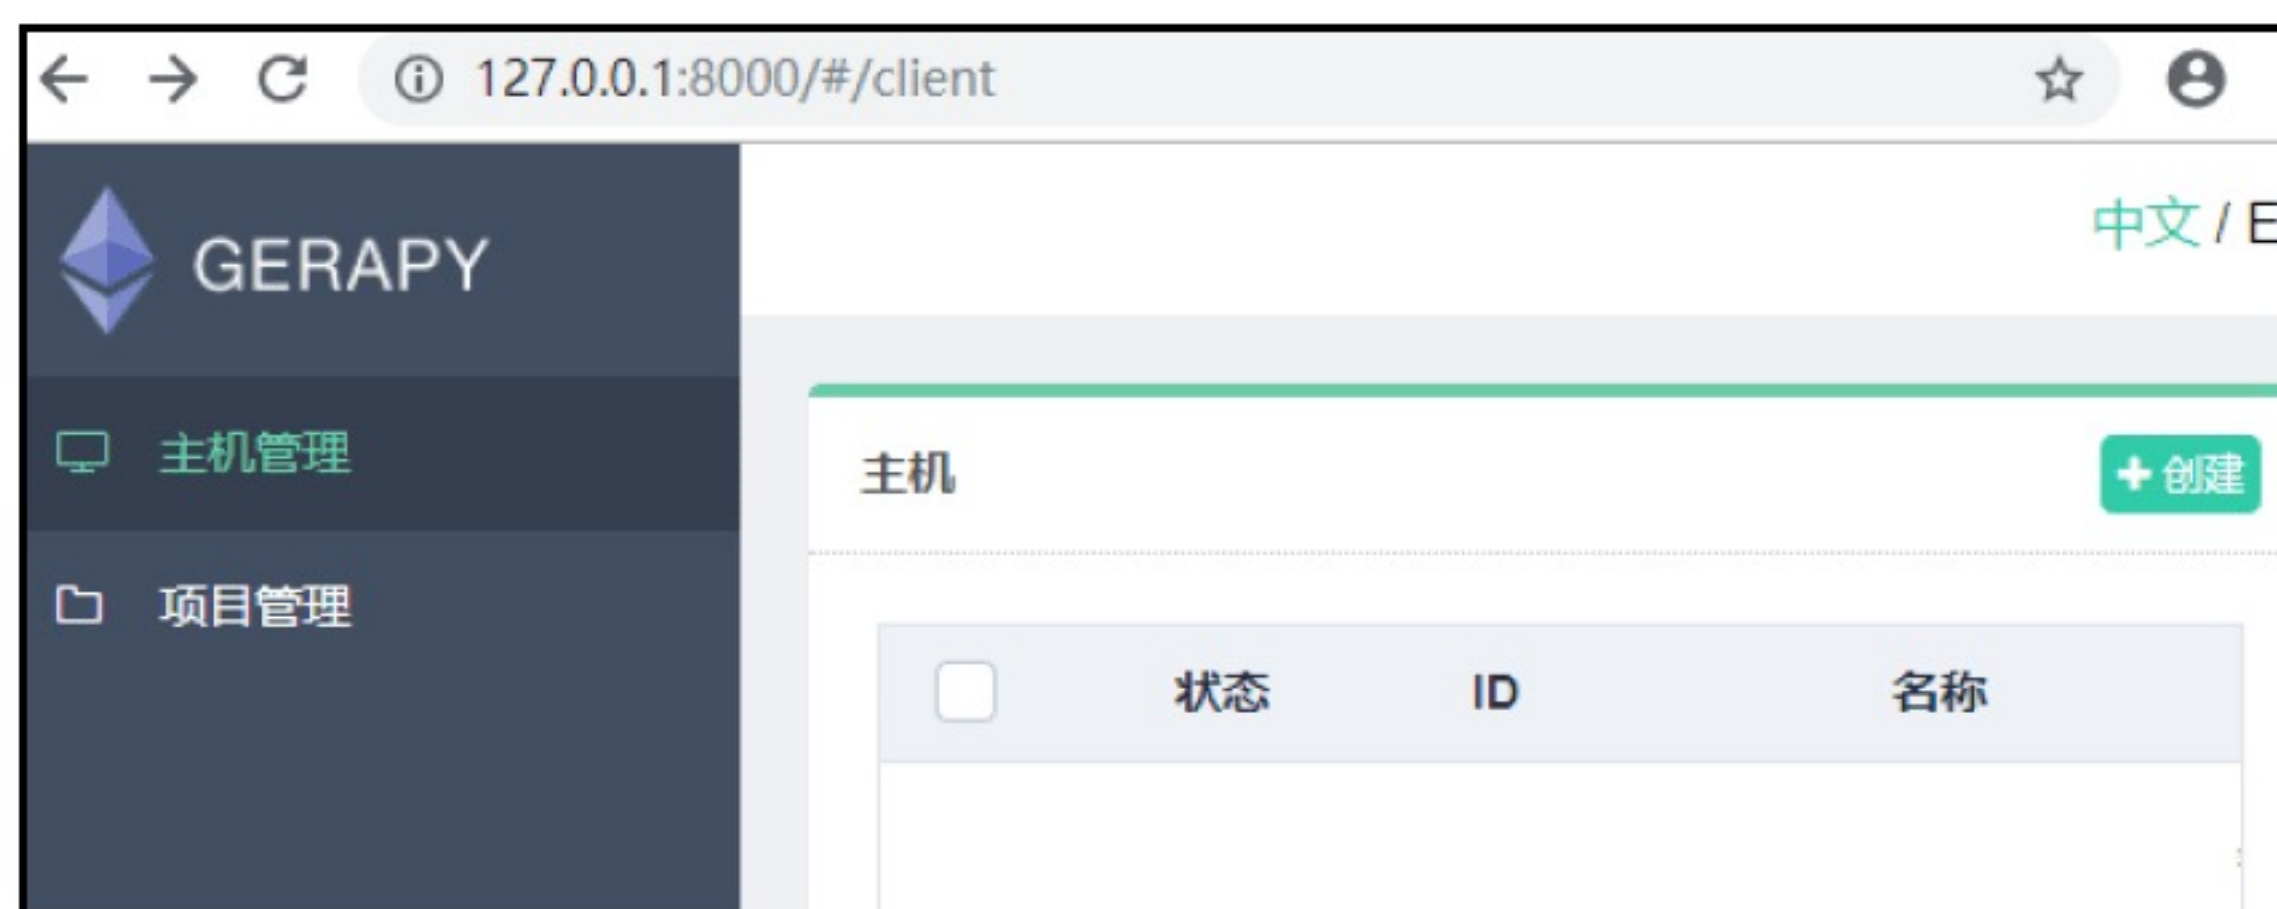 127.0.0.1:8000/#/client
GERAPY
中文 / E
主机管理
主机
创建
项目管理
状态 ID 名称